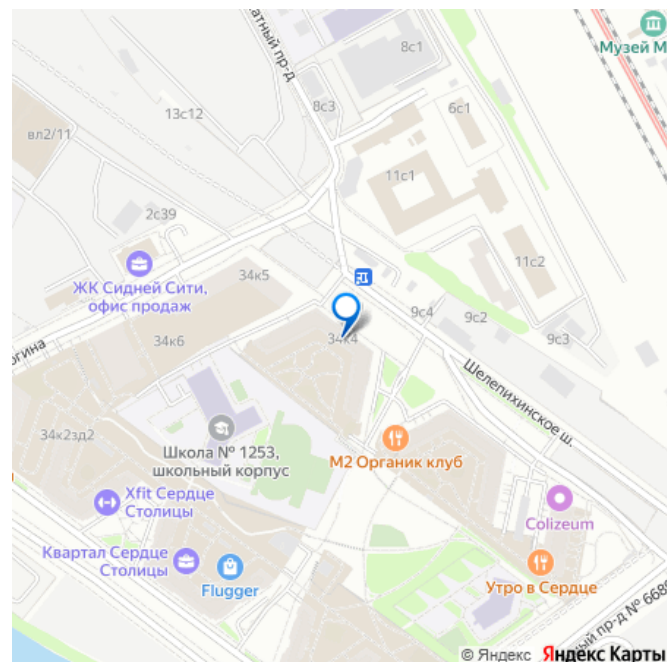 атный пр-д
8с1
Музей М
8с3
13с12
6с1
вл2/11
11с1
2с39
11с2
ЖК Сидней Сити,
офис продаж
34к5
9с4
9с2
9с3
34к4
34к6
огина
Шелепихинское ш.
34к2зд2
Школа № 1253,
школьный корпус
М2 Органик клуб
Xfit Сердце
Столицы
Colizeum
Квартал Сердце
Столицы
Flugger
Утро в Сердце
тный пр-д № 668
© Яндекс Яндекс Карты